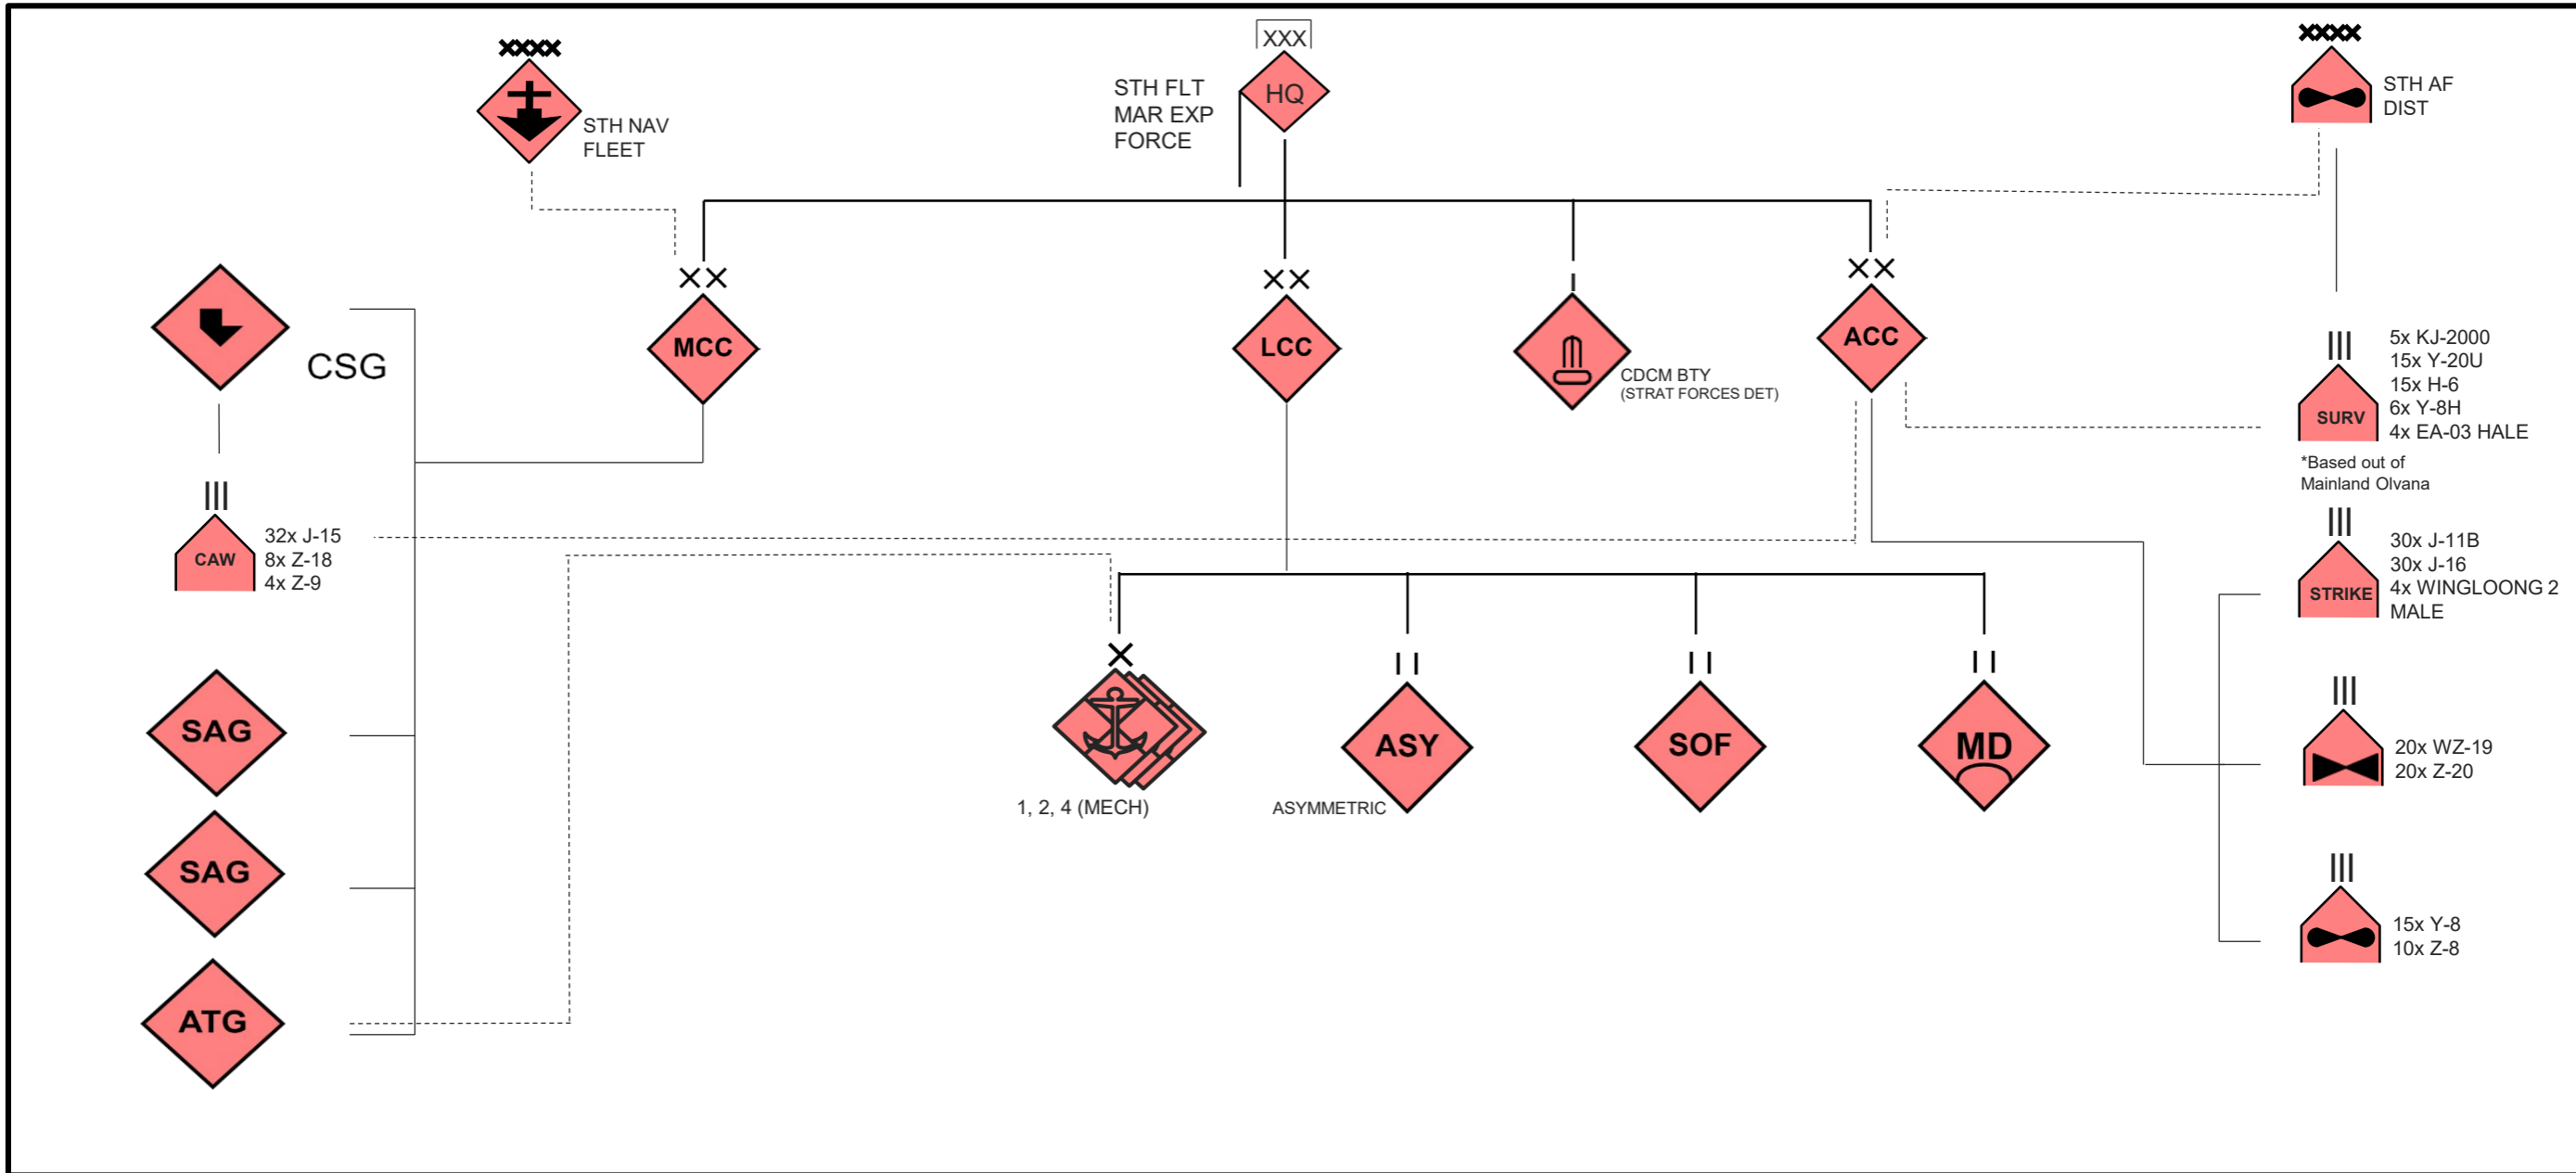 XXXX
STH NAV
FLEET
XXX
HQ
STH FLT
MAR EXP
FORCE
XXXX
STH AF
DIST
CSG
XX
MCC
XX
LCC
I
CDCM BTY
(STRAT FORCES DET)
XX
ACC
III
SURV
5x KJ-2000
15x Y-20U
15x H-6
6x Y-8H
4x EA-03 HALE
*Based out of
Mainland Olvana
III
CAW
32x J-15
8x Z-18
4x Z-9
III
STRIKE
30x J-11B
30x J-16
4x WINGLOONG 2
MALE
SAG
SAG
ATG
X
1, 2, 4 (MECH)
II
ASY
ASYMMETRIC
II
SOF
II
MD
III
20x WZ-19
20x Z-20
III
15x Y-8
10x Z-8